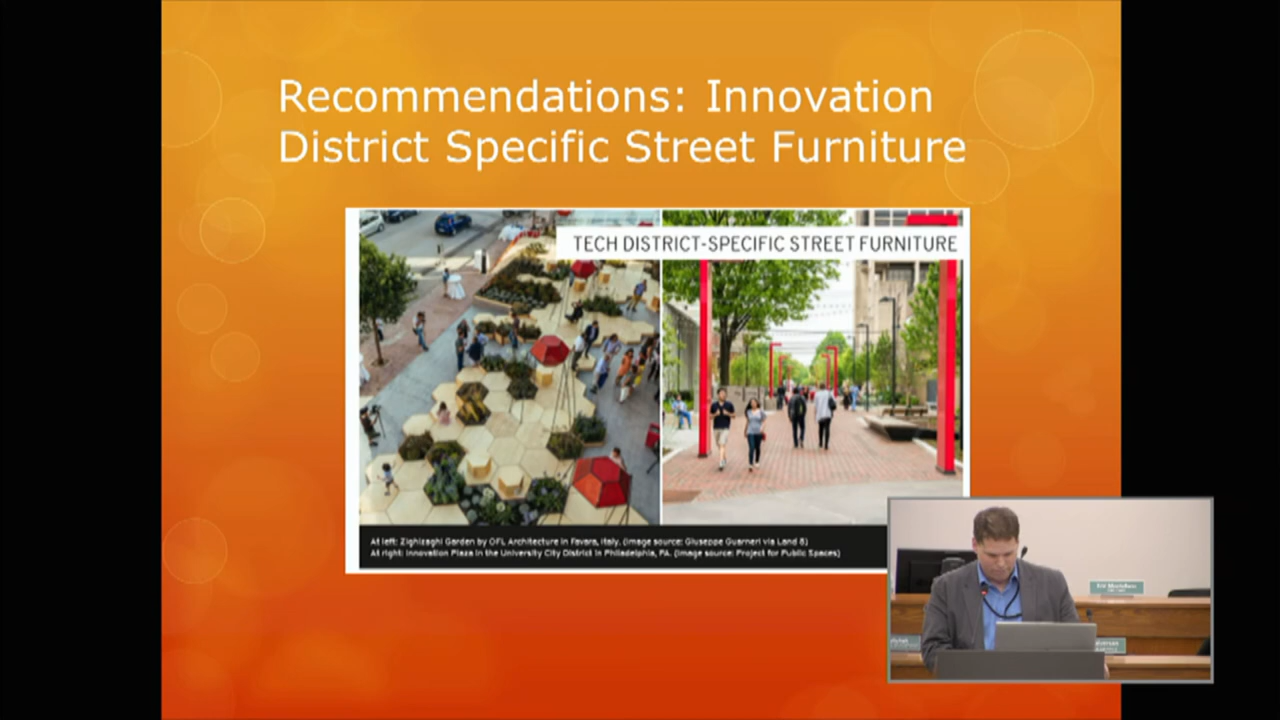 Recommendations: Innovation
District Specific Street Furniture
TECH DISTRICT-SPECIFIC STREET FURNITURE
At left: Zighizaghi Garden by OFL Architecture in Favara, Italy. (Image source: Giuseppe Guarneri via Land 8)
At right: Innovation Plaza in the University City District in Philadelphia, PA. (Image source: Project for Public Spaces)